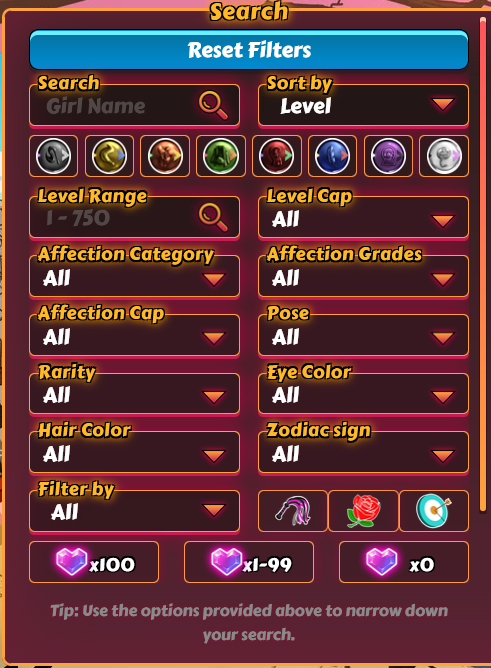 Search
Reset Filters
Search
Sort by
Girl Name
Level
Level Range
Level Cap
1 - 750
All
Affection Category
Affection Grades
All
All
Affection Cap
Pose
All
All
Rarity
Eye Color
All
All
Hair Color
Zodiac sign
All
All
Filter by
All
x100
x1-99
x0
Tip: Use the options provided above to narrow down
your search.